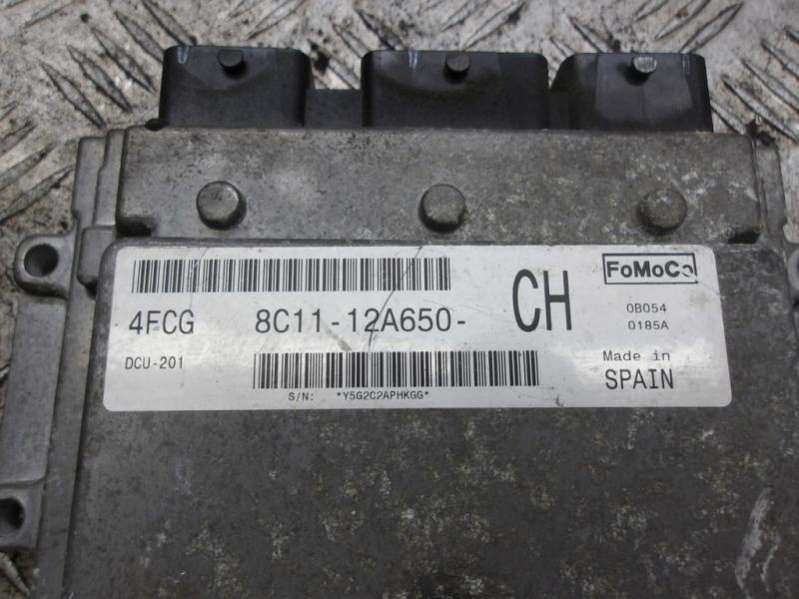 4FCG 8C11-12A650- CH
FoMoCo
0B054
0185A
DCU-201
Made in
SPAIN
S/N: *Y5G2C2APHKGG*